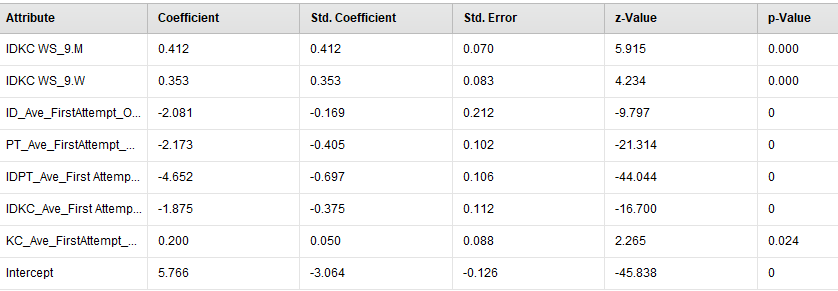 Attribute Coefficient Std. Coefficient Std. Error z-Value p-Value
IDKC WS_9.M 0.412 0.412 0.070 5.915 0.000
IDKC WS_9.W 0.353 0.353 0.083 4.234 0.000
ID_Ave_FirstAttempt_O... -2.081 -0.169 0.212 -9.797 0
PT_Ave_FirstAttempt_... -2.173 -0.405 0.102 -21.314 0
IDPT_Ave_First Attemp... -4.652 -0.697 0.106 -44.044 0
IDKC_Ave_First Attemp... -1.875 -0.375 0.112 -16.700 0
KC_Ave_FirstAttempt_... 0.200 0.050 0.088 2.265 0.024
Intercept 5.766 -3.064 -0.126 -45.838 0